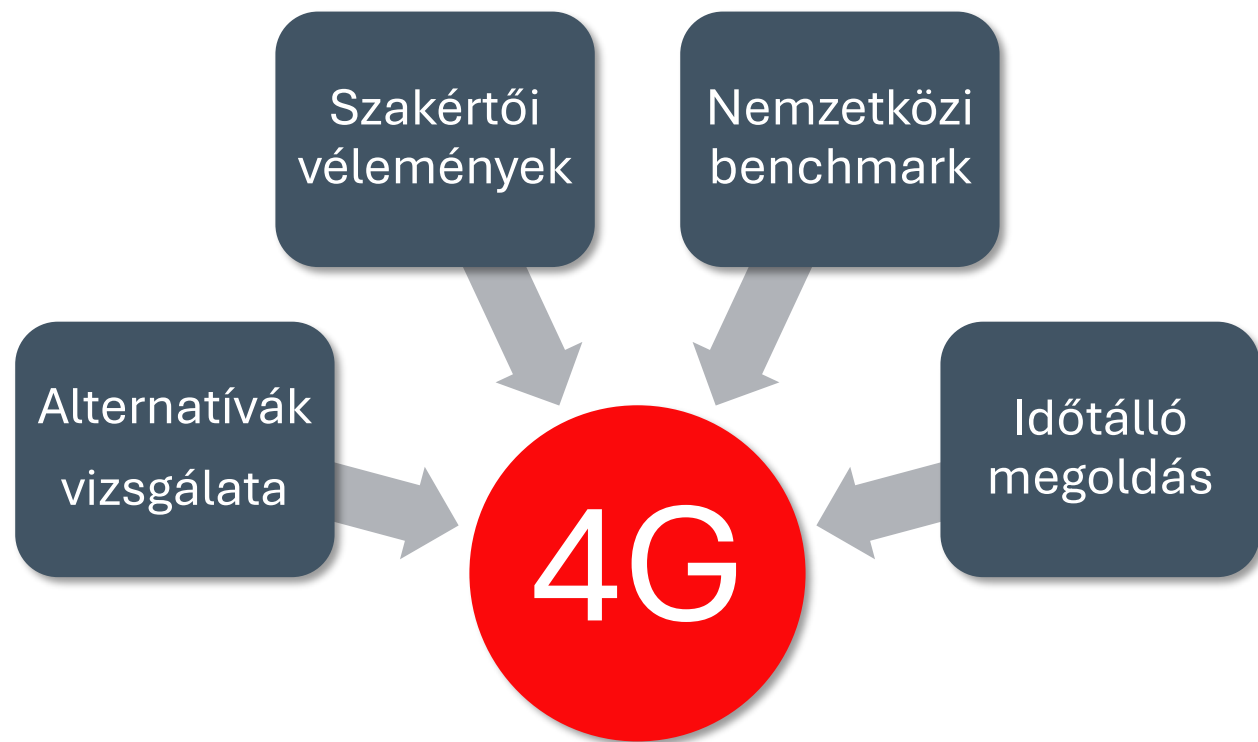 Szakértői
vélemények
Nemzetközi
benchmark
Alternatívák
vizsgálata
Időtálló
megoldás
4G